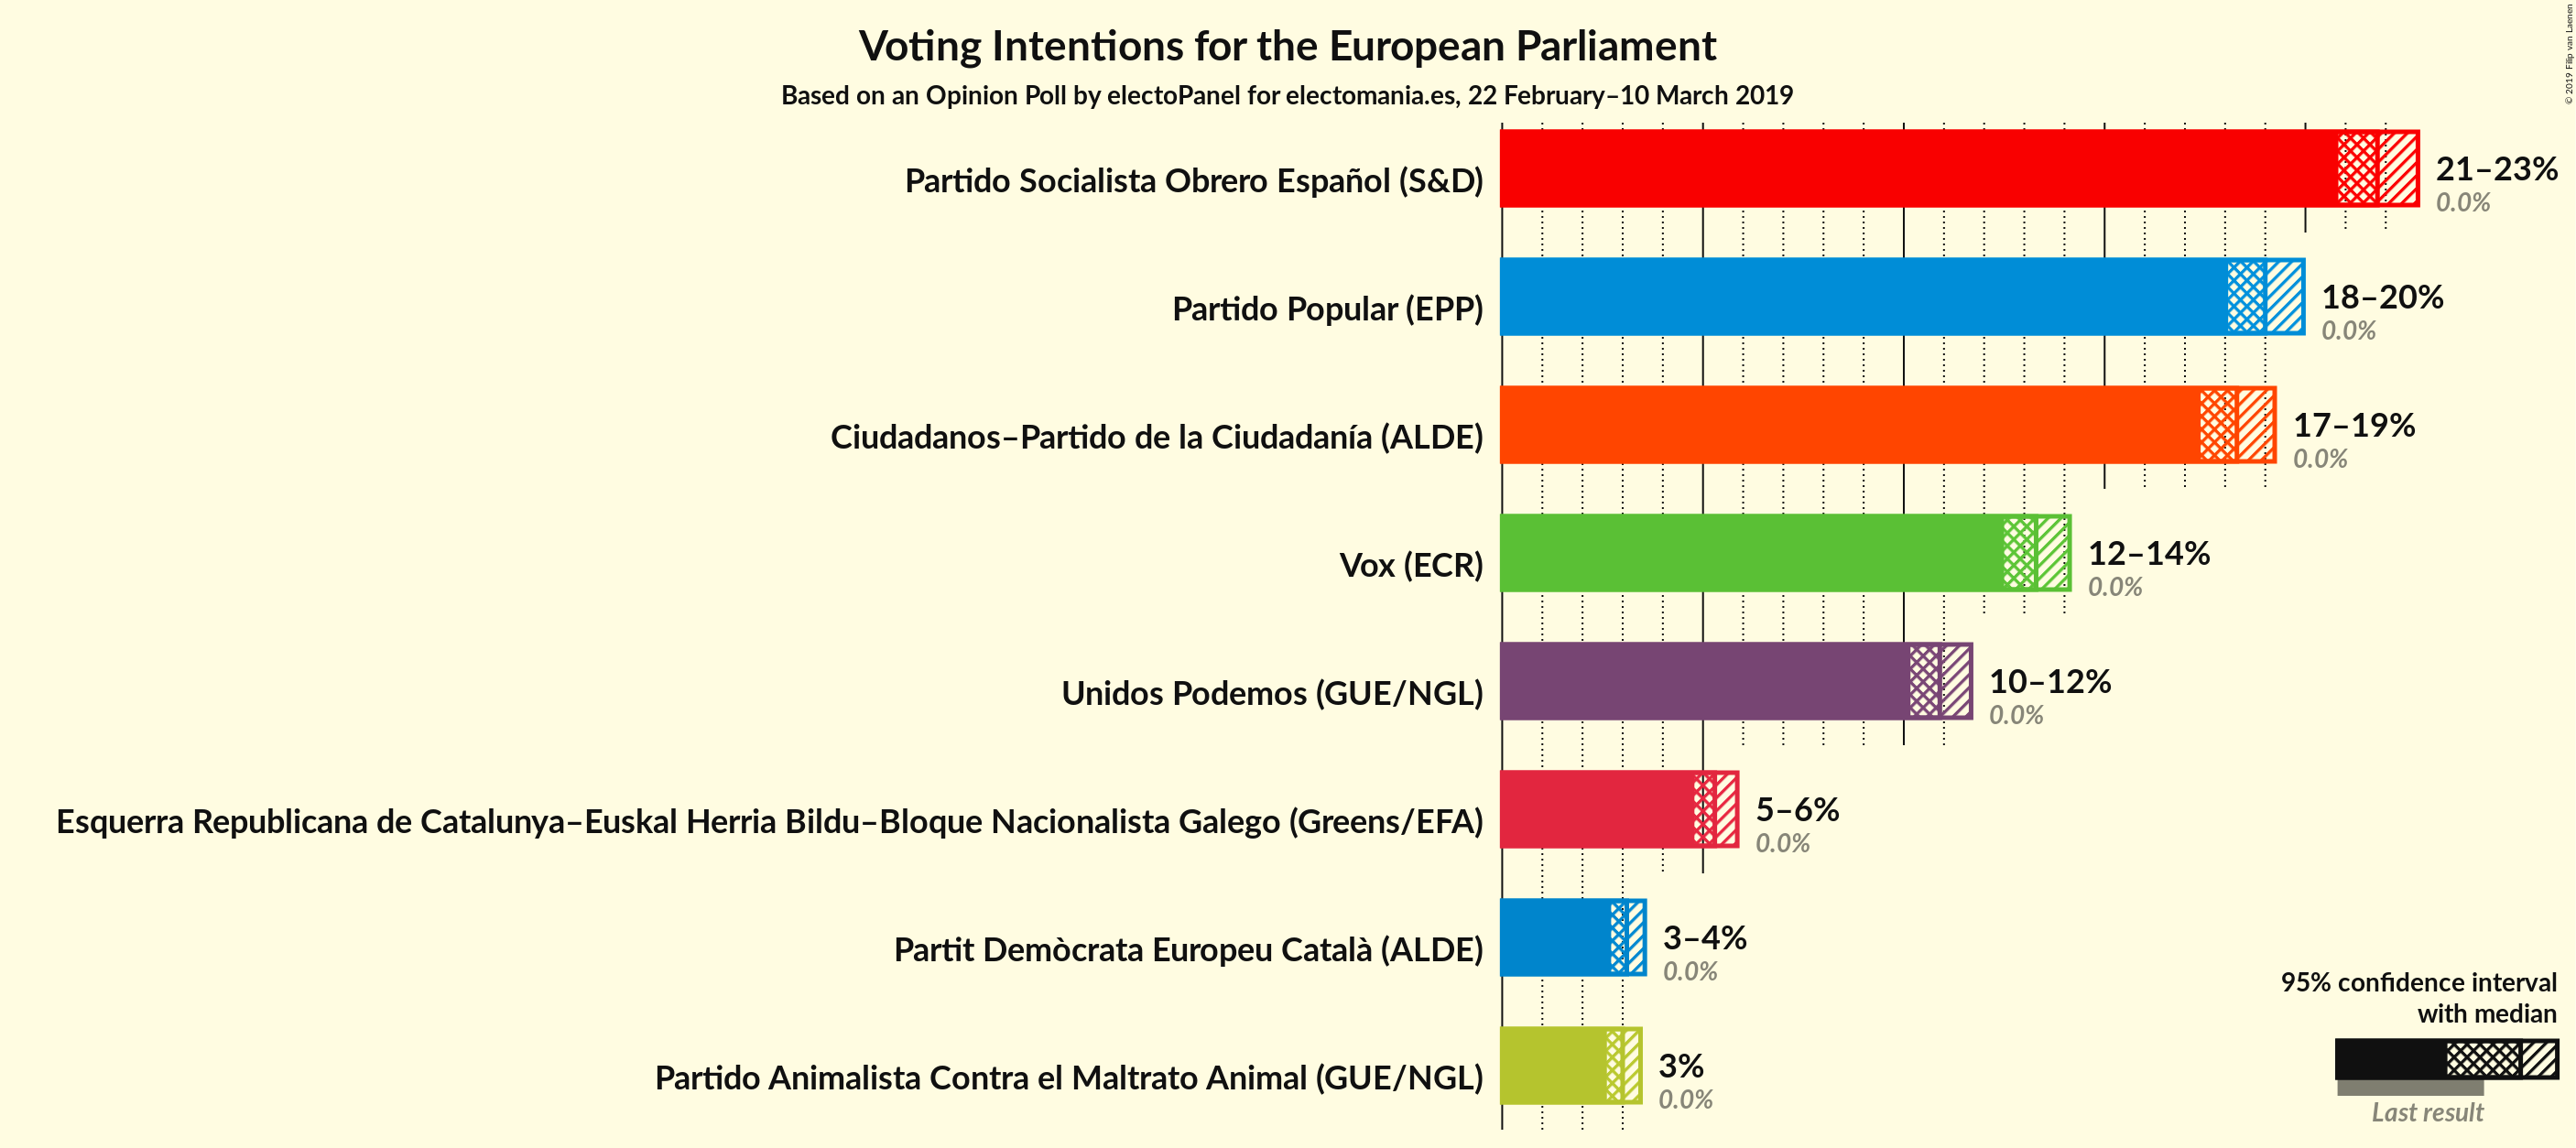 Voting Intentions for the European Parliament
Based on an Opinion Poll by electoPanel for electomania.es, 22 February–10 March 2019
© 2019 Filip van Laenen
Partido Socialista Obrero Español (S&D)
21–23%
0.0%
Partido Popular (EPP)
18–20%
0.0%
Ciudadanos–Partido de la Ciudadanía (ALDE)
17–19%
0.0%
Vox (ECR)
12–14%
0.0%
Unidos Podemos (GUE/NGL)
10–12%
0.0%
Esquerra Republicana de Catalunya–Euskal Herria Bildu–Bloque Nacionalista Galego (Greens/EFA)
5–6%
0.0%
Partit Demòcrata Europeu Català (ALDE)
3–4%
0.0%
Partido Animalista Contra el Maltrato Animal (GUE/NGL)
3%
0.0%
95% confidence interval
with median
Last result